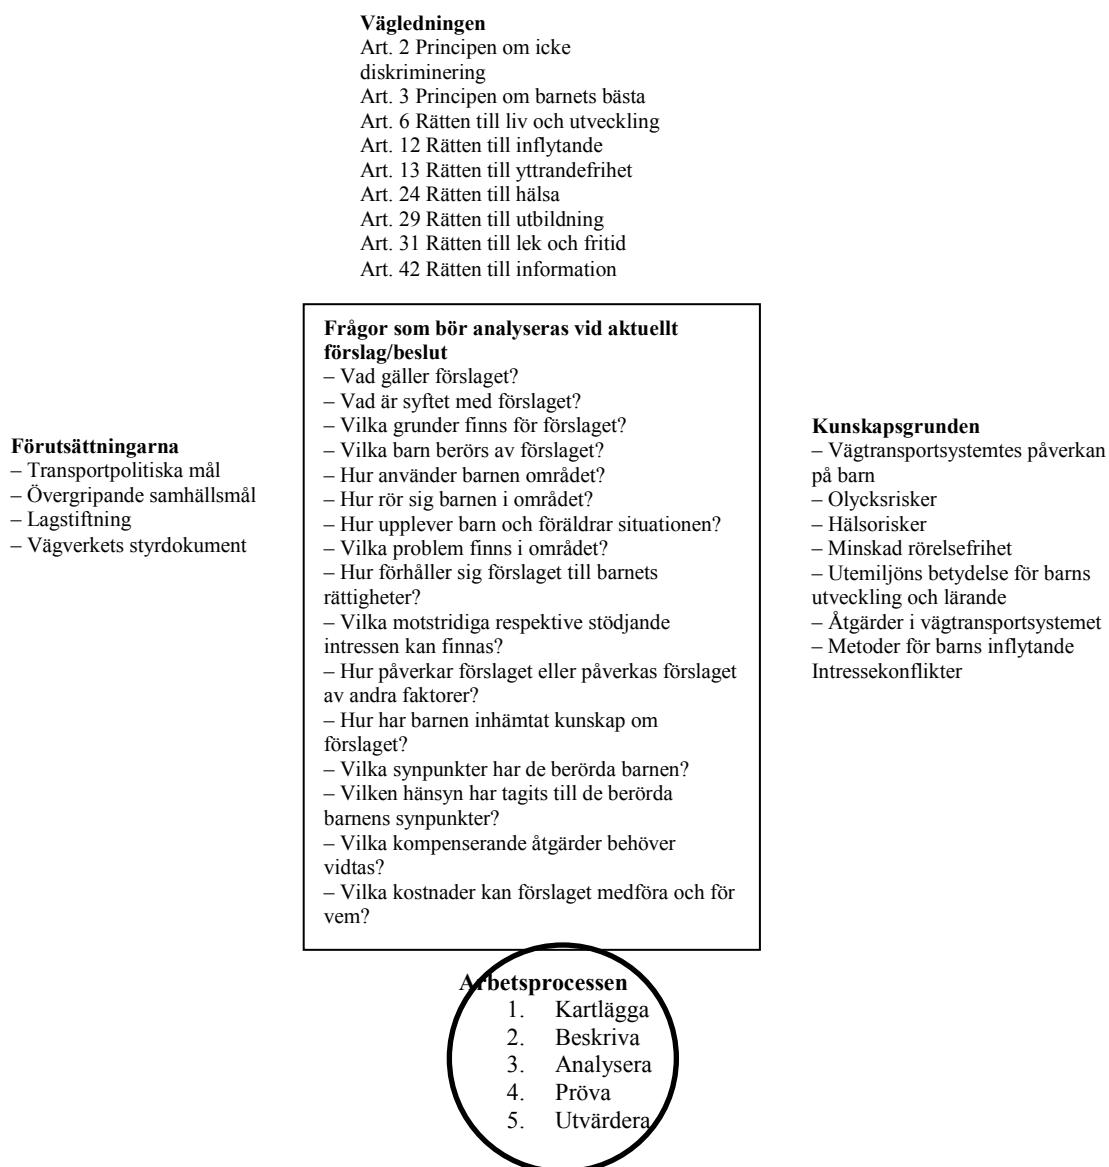 Vägledningen
Art. 2 Principen om icke
diskriminering
Art. 3 Principen om barnets bästa
Art. 6 Rätten till liv och utveckling
Art. 12 Rätten till inflytande
Art. 13 Rätten till yttrandefrihet
Art. 24 Rätten till hälsa
Art. 29 Rätten till utbildning
Art. 31 Rätten till lek och fritid
Art. 42 Rätten till information
Förutsättningarna
– Transportpolitiska mål
– Övergripande samhällsmål
– Lagstiftning
– Vägverkets styrdokument
Frågor som bör analyseras vid aktuellt
förslag/beslut
– Vad gäller förslaget?
– Vad är syftet med förslaget?
– Vilka grunder finns för förslaget?
– Vilka barn berörs av förslaget?
– Hur använder barnen området?
– Hur rör sig barnen i området?
– Hur upplever barn och föräldrar situationen?
– Vilka problem finns i området?
– Hur förhåller sig förslaget till barnets
rättigheter?
– Vilka motstridiga respektive stödjande
intressen kan finnas?
– Hur påverkar förslaget eller påverkas förslaget
av andra faktorer?
– Hur har barnen inhämtat kunskap om
förslaget?
– Vilka synpunkter har de berörda barnen?
– Vilken hänsyn har tagits till de berörda
barnens synpunkter?
– Vilka kompenserande åtgärder behöver
vidtas?
– Vilka kostnader kan förslaget medföra och för
vem?
Kunskapsgrunden
– Vägtransportsystemtes påverkan
på barn
– Olycksrisker
– Hälsorisker
– Minskad rörelsefrihet
– Utemiljöns betydelse för barns
utveckling och lärande
– Åtgärder i vägtransportsystemet
– Metoder för barns inflytande
Intressekonflikter
Arbetsprocessen
1. Kartlägga
2. Beskriva
3. Analysera
4. Pröva
5. Utvärdera